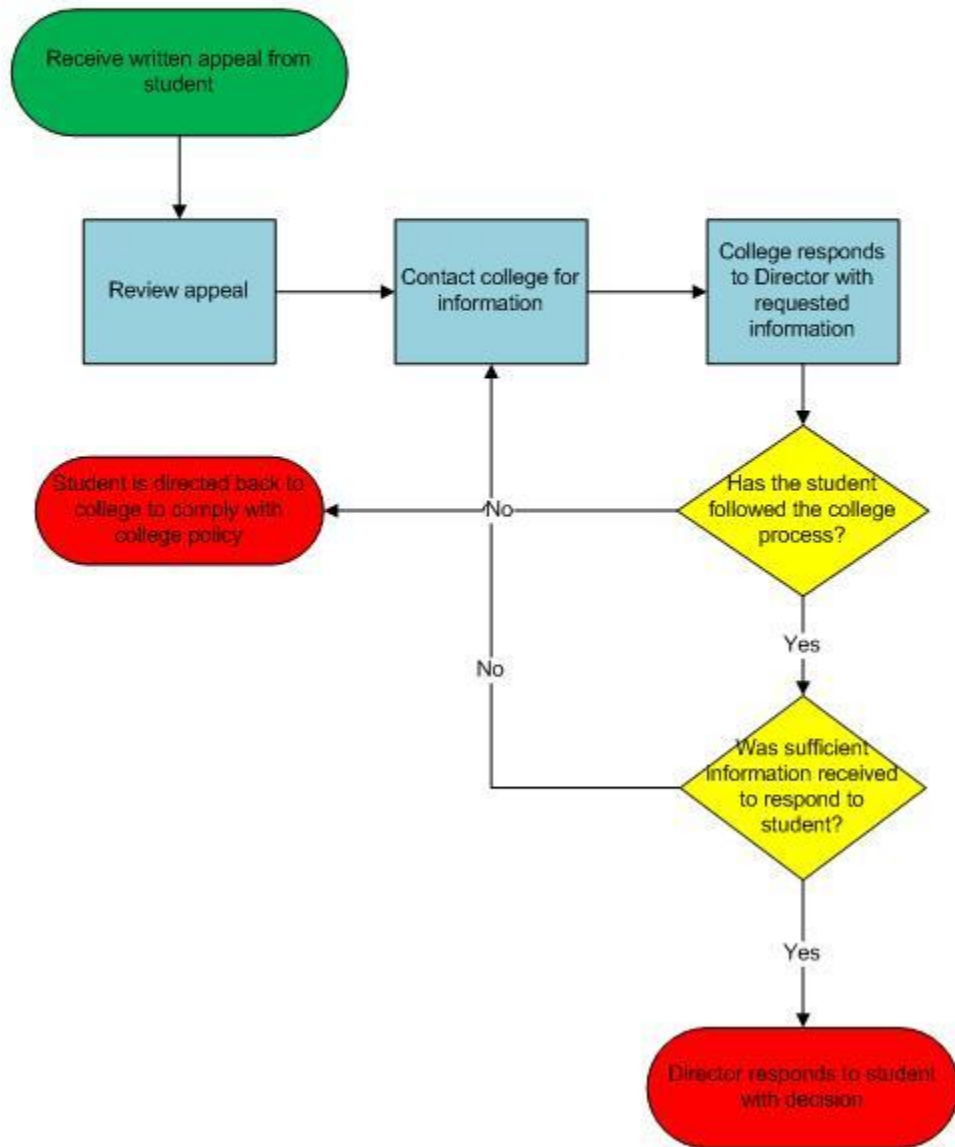 Receive written appeal from
student
Review appeal
Contact college for
information
College responds
to Director with
requested
information
Student is directed back to
college to comply with
college policy
No
Has the student
followed the college
process?
Yes
No
Was sufficient
information received
to respond to
student?
Yes
Director responds to student
with decision